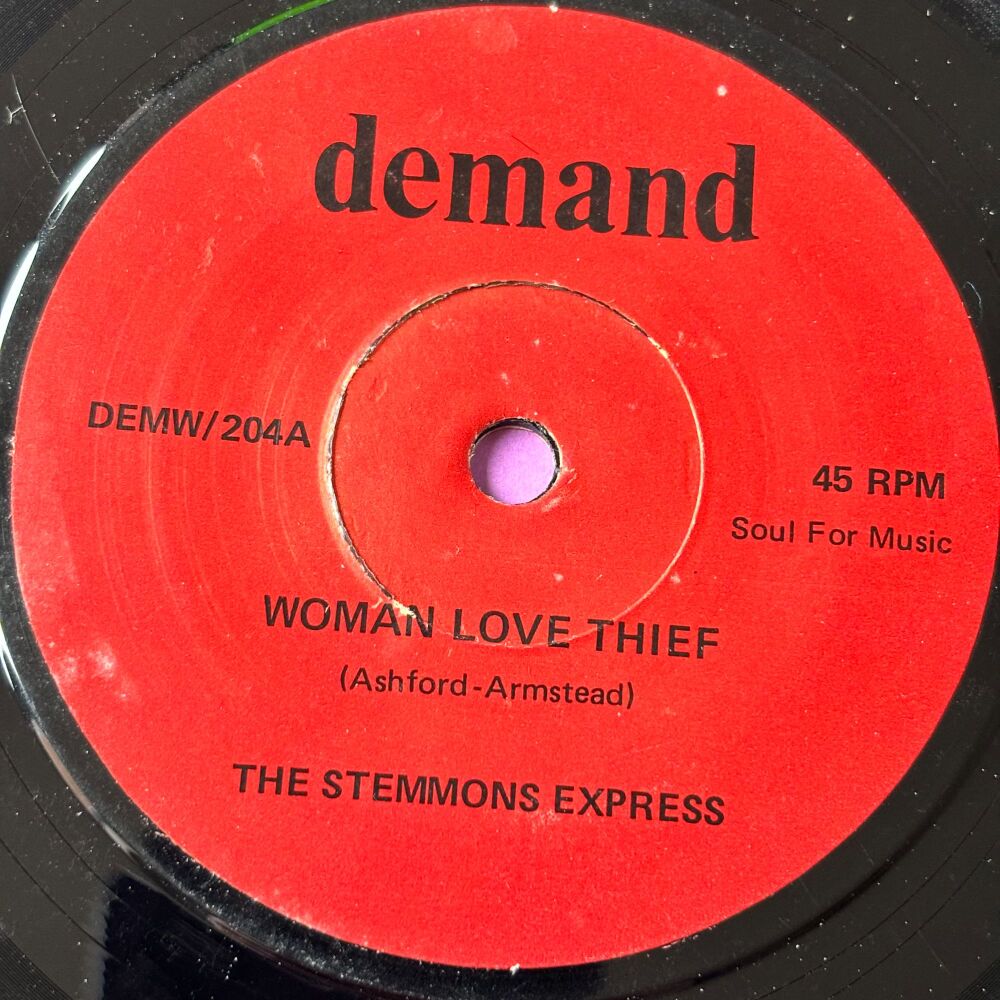 demand
DEMW/204A
45 RPM
Soul For Music
WOMAN LOVE THIEF
(Ashford-Armstead)
THE STEMMONS EXPRESS